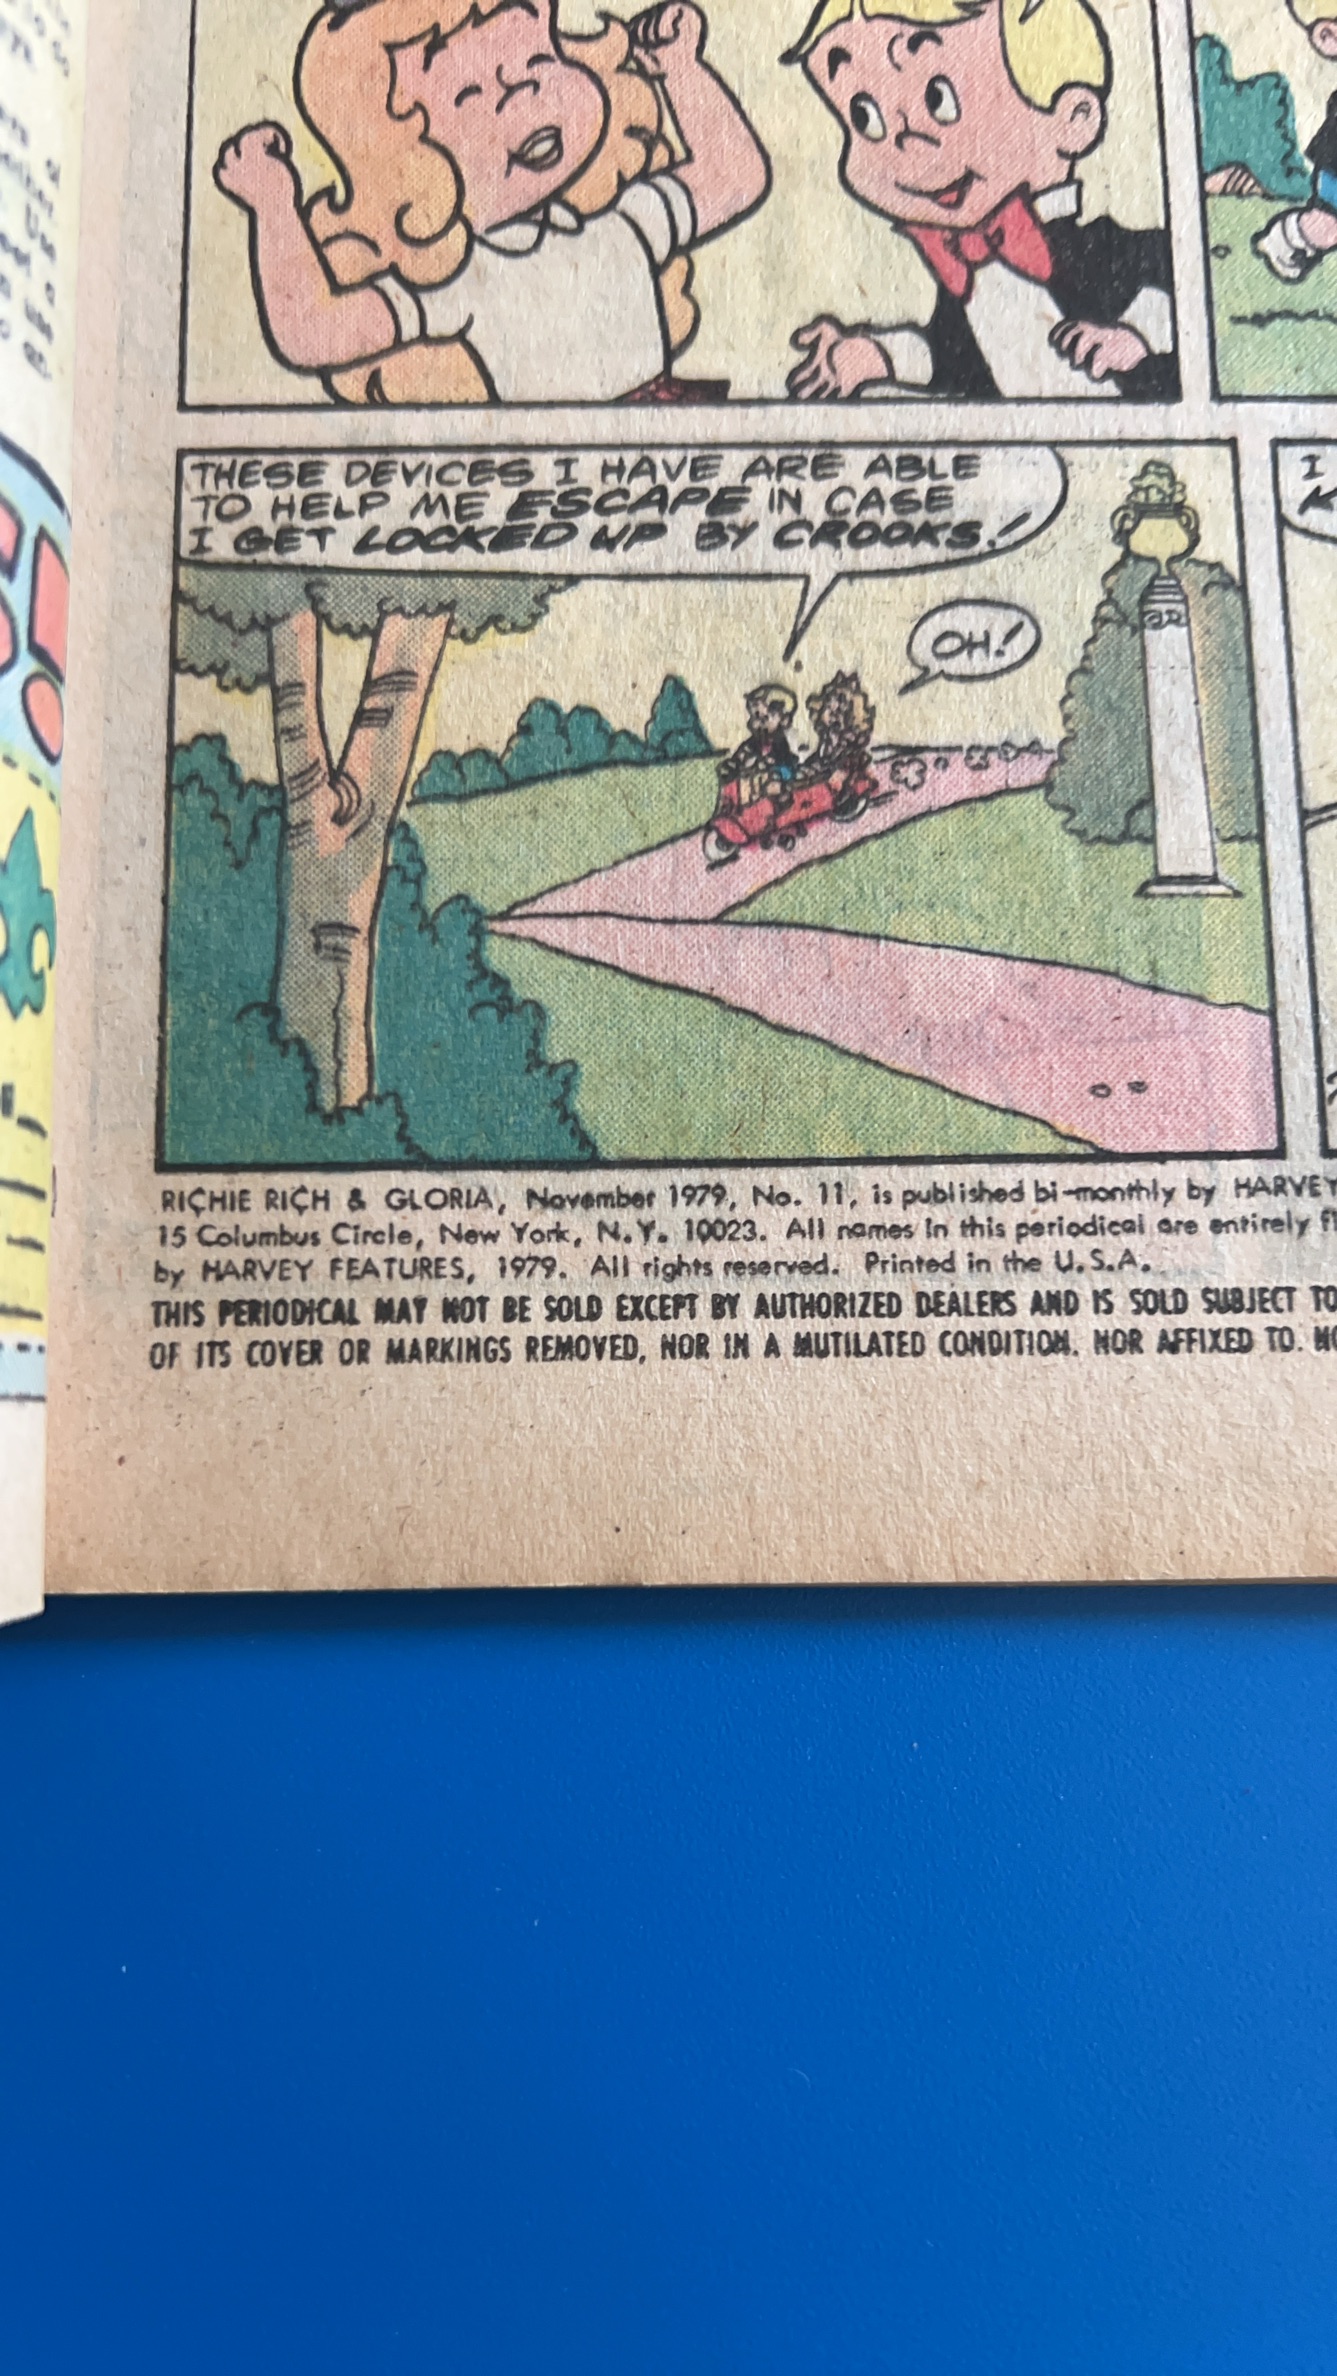 THESE DEVICES I HAVE ARE ABLE
TO HELP ME ESCAPE IN CASE
I GET LOCKED UP BY CROOKS!
OH!
I
RICHIE RICH & GLORIA, November 1979, No. 11, is published bi-monthly by HARVEY
15 Columbus Circle, New York, N.Y. 10023. All names in this periodical are entirely
by HARVEY FEATURES, 1979. All rights reserved. Printed in the U.S.A.
THIS PERIODICAL MAY NOT BE SOLD EXCEPT BY AUTHORIZED DEALERS AND IS SOLD SUBJECT TO
OF ITS COVER OR MARKINGS REMOVED, NOR IN A MUTILATED CONDITION, NOR AFFIXED TO.